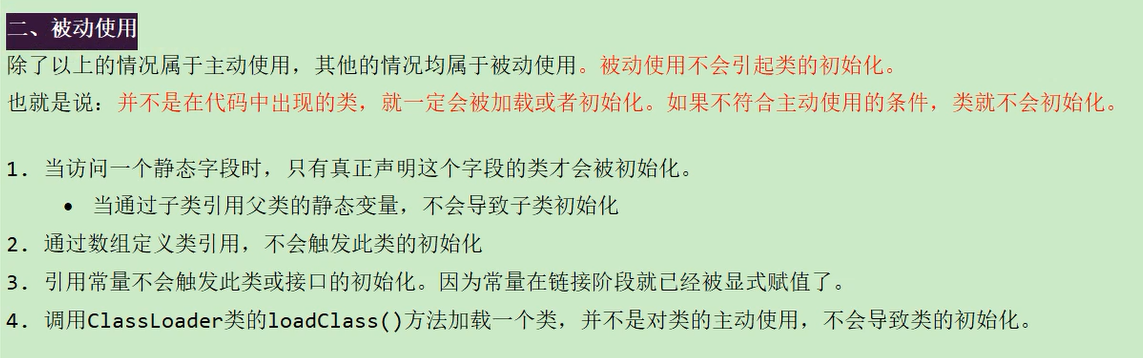 二、被动使用
除了以上的情况属于主动使用，其他的情况均属于被动使用。被动使用不会引起类的初始化。
也就是说：并不是在代码中出现的类，就一定会被加载或者初始化。如果不符合主动使用的条件，类就不会初始化。
1. 当访问一个静态字段时，只有真正声明这个字段的类才会被初始化。
• 当通过子类引用父类的静态变量，不会导致子类初始化
2. 通过数组定义类引用，不会触发此类的初始化
3. 引用常量不会触发此类或接口的初始化。因为常量在链接阶段就已经被显式赋值了。
4. 调用ClassLoader类的loadClass()方法加载一个类，并不是对类的主动使用，不会导致类的初始化。